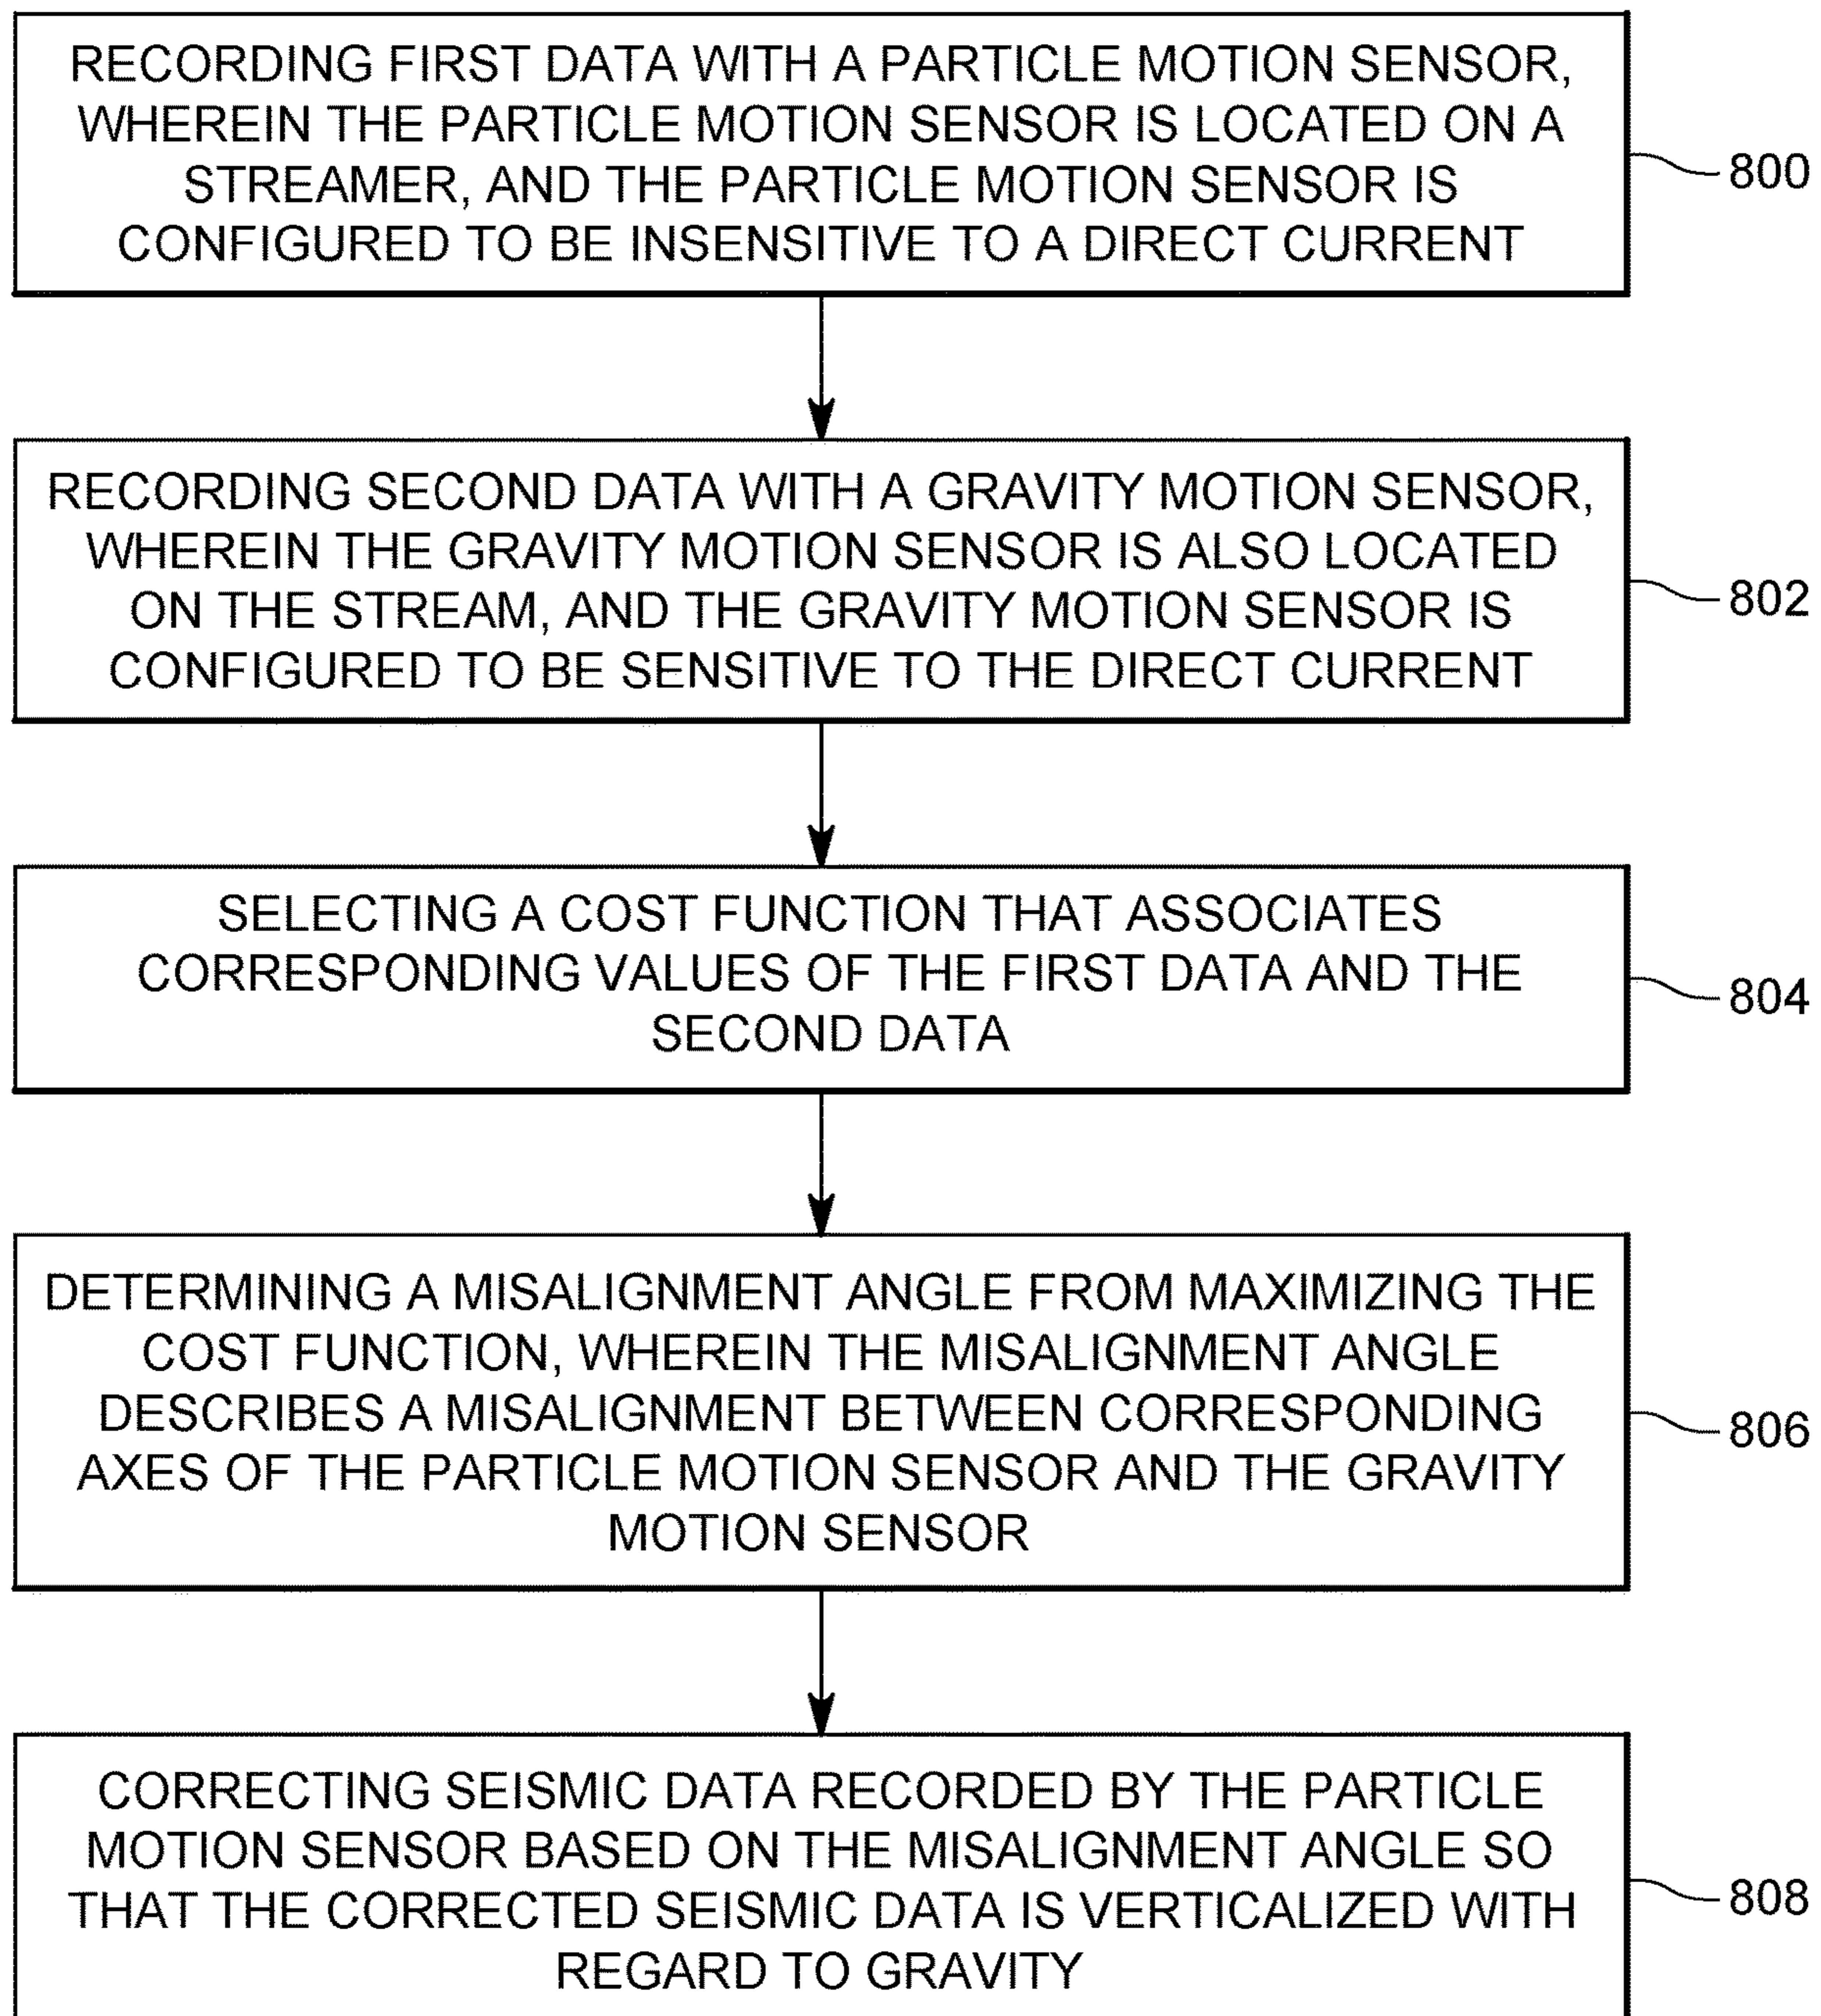 RECORDING FIRST DATA WITH A PARTICLE MOTION SENSOR,
WHEREIN THE PARTICLE MOTION SENSOR IS LOCATED ON A
STREAMER, AND THE PARTICLE MOTION SENSOR IS
CONFIGURED TO BE INSENSITIVE TO A DIRECT CURRENT
800
RECORDING SECOND DATA WITH A GRAVITY MOTION SENSOR,
WHEREIN THE GRAVITY MOTION SENSOR IS ALSO LOCATED
ON THE STREAM, AND THE GRAVITY MOTION SENSOR IS
CONFIGURED TO BE SENSITIVE TO THE DIRECT CURRENT
802
SELECTING A COST FUNCTION THAT ASSOCIATES
CORRESPONDING VALUES OF THE FIRST DATA AND THE
SECOND DATA
804
DETERMINING A MISALIGNMENT ANGLE FROM MAXIMIZING THE
COST FUNCTION, WHEREIN THE MISALIGNMENT ANGLE
DESCRIBES A MISALIGNMENT BETWEEN CORRESPONDING
AXES OF THE PARTICLE MOTION SENSOR AND THE GRAVITY
MOTION SENSOR
806
CORRECTING SEISMIC DATA RECORDED BY THE PARTICLE
MOTION SENSOR BASED ON THE MISALIGNMENT ANGLE SO
THAT THE CORRECTED SEISMIC DATA IS VERTICALIZED WITH
REGARD TO GRAVITY
808